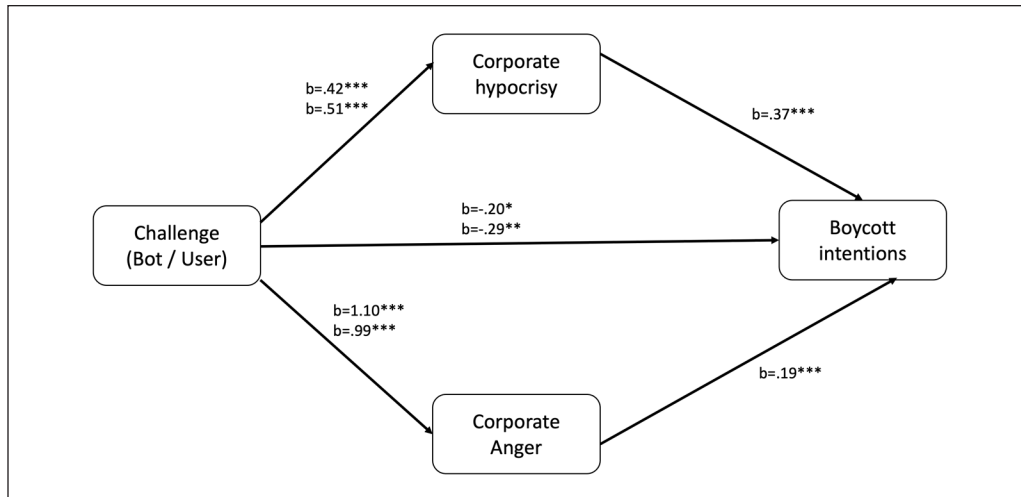 Corporate
hypocrisy
b=.42***
b=.51***
b=.37***
Challenge
(Bot / User)
b=-.20*
b=-.29**
Boycott
intentions
b=1.10***
b=.99***
b=.19***
Corporate
Anger